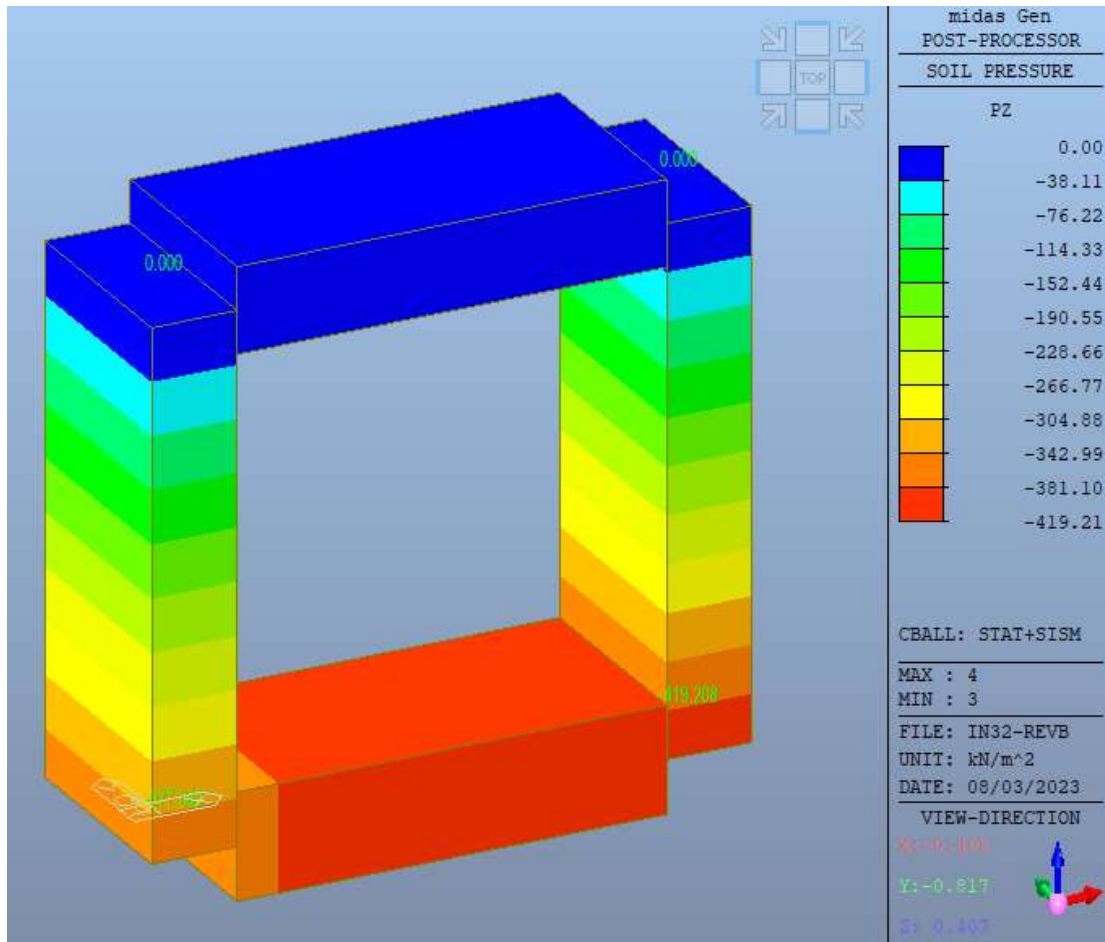 midas Gen
POST-PROCESSOR
SOIL PRESSURE
PZ
0.00
-38.11
-76.22
-114.33
-152.44
-190.55
-228.66
-266.77
-304.88
-342.99
-381.10
-419.21
CBALL: STAT+SISM
MAX : 4
MIN : 3
FILE: IN32-REVB
UNIT: kN/m^2
DATE: 08/03/2023
VIEW-DIRECTION
Y:-0.817
Z: 0.407
TOP
0.000
0.000
-419.208